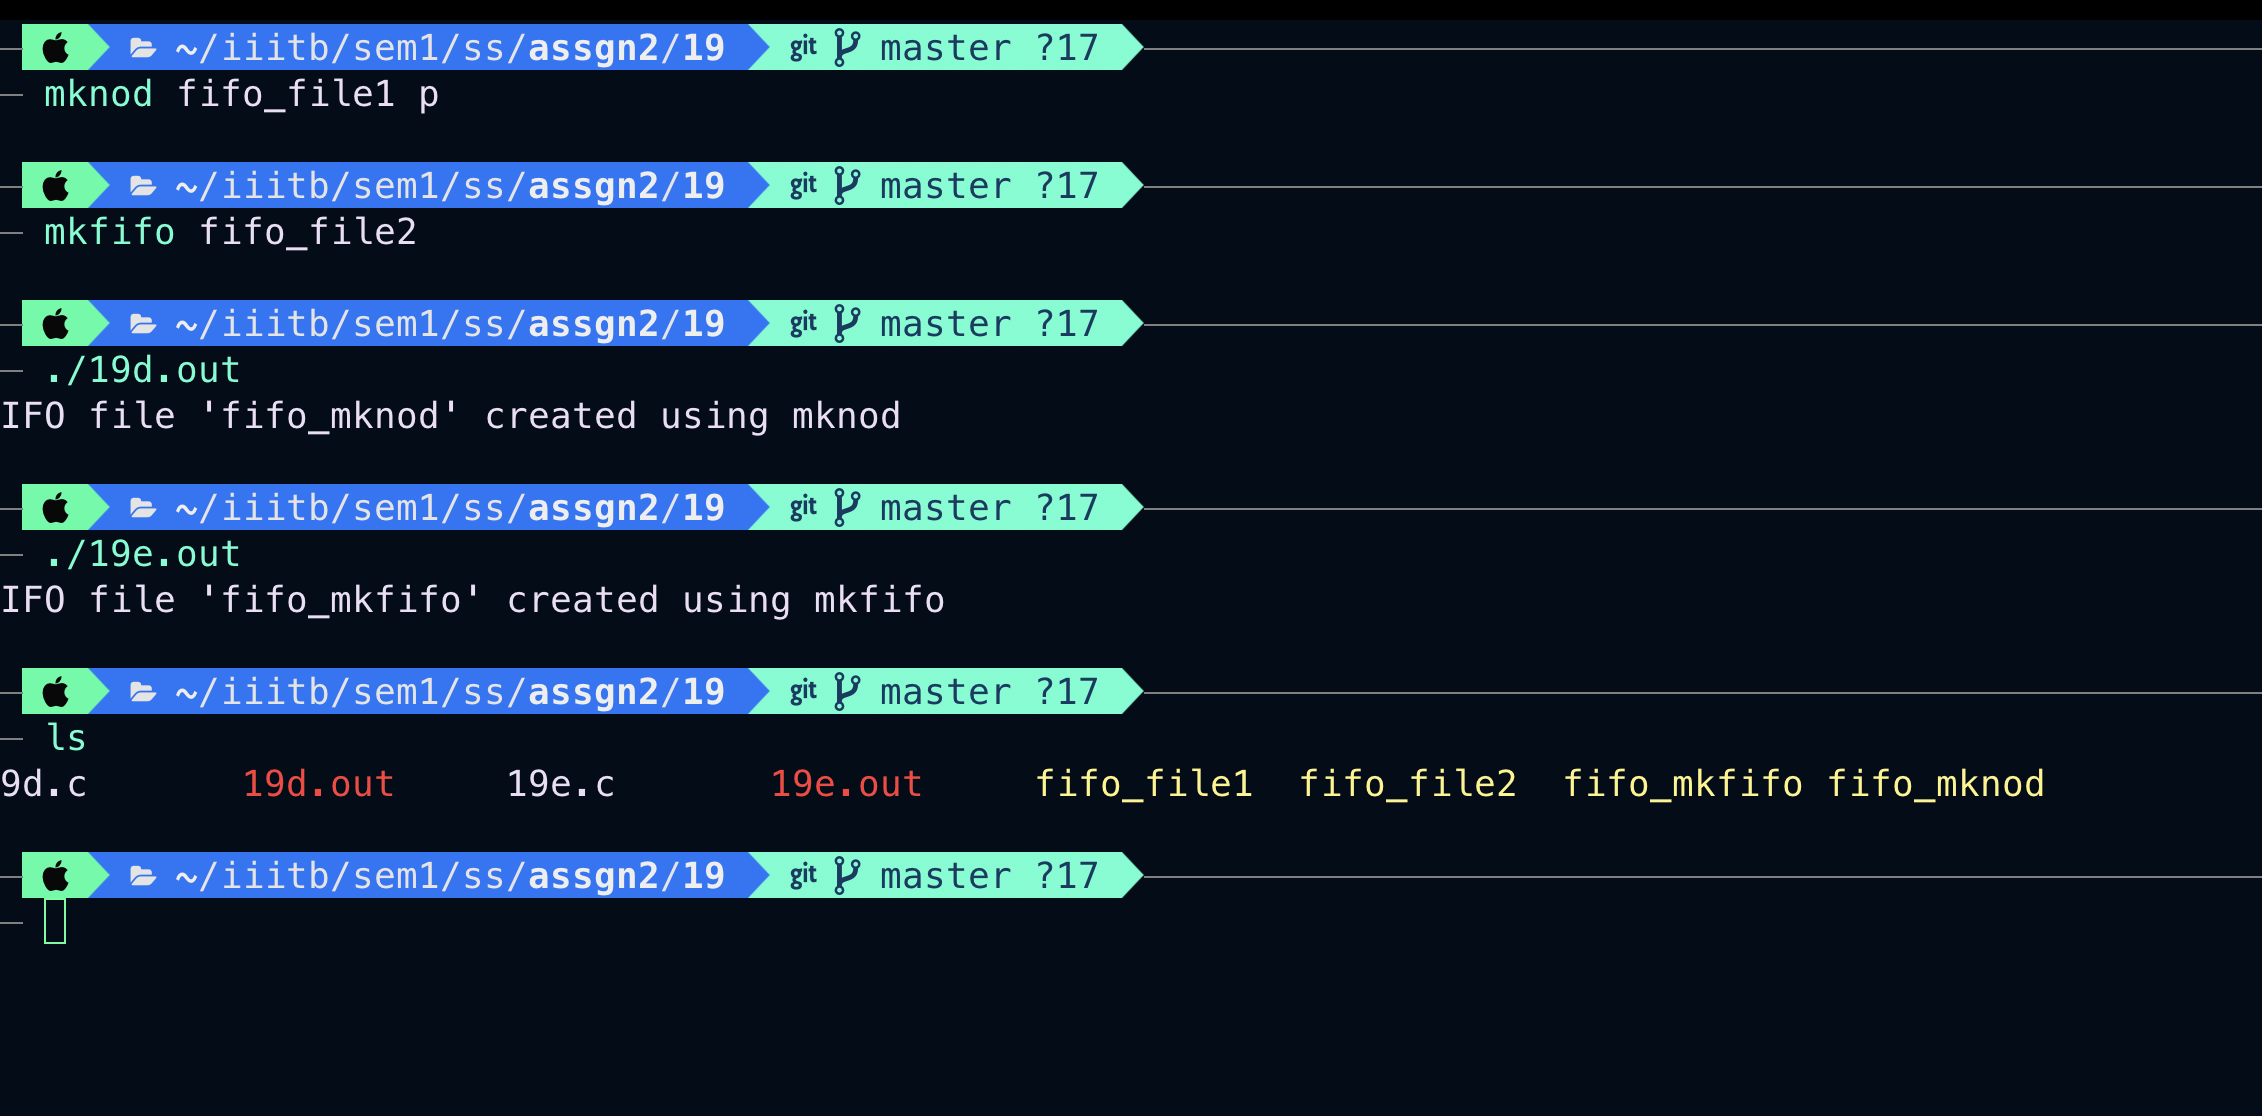 ~/iiitb/sem1/ss/assgn2/19 git master ?17
mknod fifo_file1 p
~/iiitb/sem1/ss/assgn2/19 git master ?17
mkfifo fifo_file2
~/iiitb/sem1/ss/assgn2/19 git master ?17
./19d.out
IFO file 'fifo_mknod' created using mknod
~/iiitb/sem1/ss/assgn2/19 git master ?17
./19e.out
IFO file 'fifo_mkfifo' created using mkfifo
~/iiitb/sem1/ss/assgn2/19 git master ?17
ls
9d.c 19d.out 19e.c 19e.out fifo_file1 fifo_file2 fifo_mkfifo fifo_mknod
~/iiitb/sem1/ss/assgn2/19 git master ?17